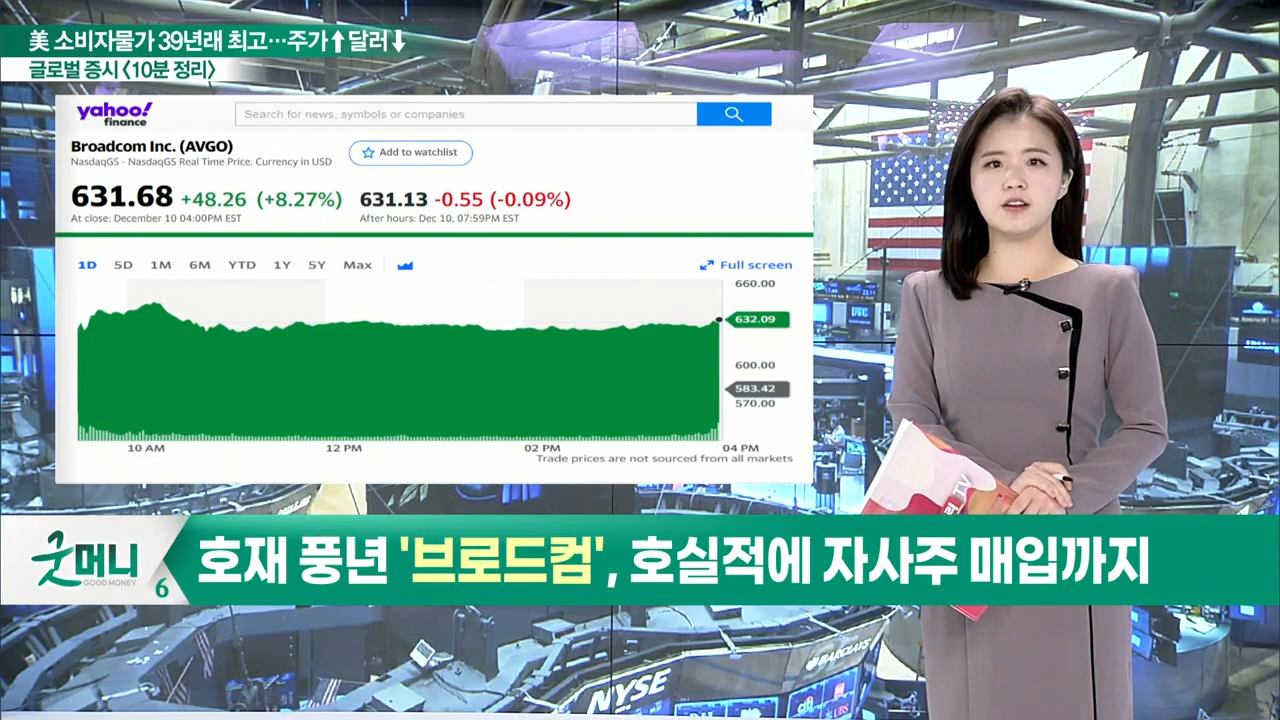 美 소비자물가 39년래 최고…주가↑달러↓
글로벌 증시 <10분 정리>
yahoo!
finance
Search for news, symbols or companies
Broadcom Inc. (AVGO)
NasdaqGS - NasdaqGS Real Time Price. Currency in USD
Add to watchlist
631.68 +48.26 (+8.27%)
At close: December 10 04:00PM EST
631.13 -0.55 (-0.09%)
After hours: Dec 10, 07:59PM EST
1D 5D 1M 6M YTD 1Y 5Y Max
Full screen
660.00
632.09
600.00
583.42
570.00
10 AM 12 PM 02 PM 04 PM
Trade prices are not sourced from all markets
굿머니
GOOD MONEY
6
호재 풍년 '브로드컴', 호실적에 자사주 매입까지
NYSE
BARCLAYS
citi
UBS